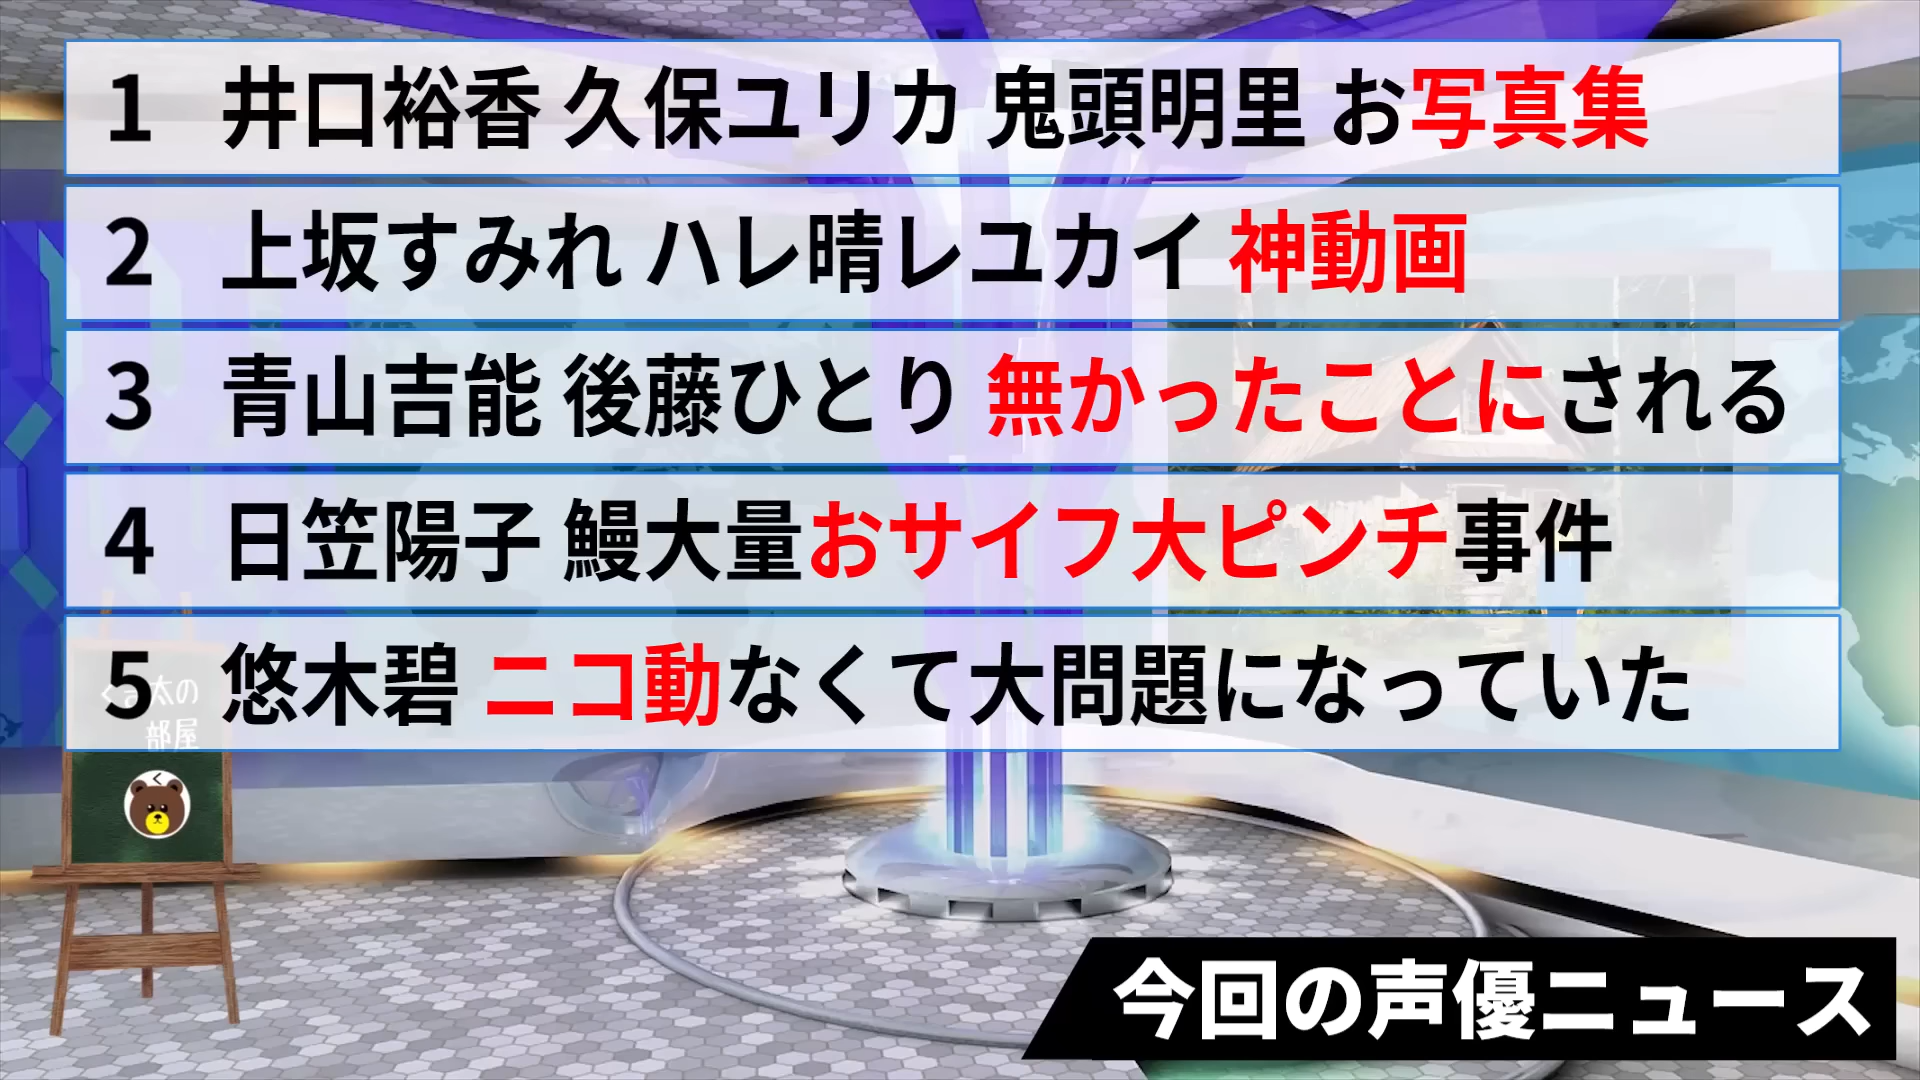 1 井口裕香 久保ユリカ 鬼頭明里 お写真集
2 上坂すみれ ハレ晴レユカイ 神動画
3 青山吉能 後藤ひとり 無かったことにされる
4 日笠陽子 鰻大量おサイフ大ピンチ事件
5 悠木碧 ニコ動なくて大問題になっていた
太の
部屋
く
今回の声優ニュース